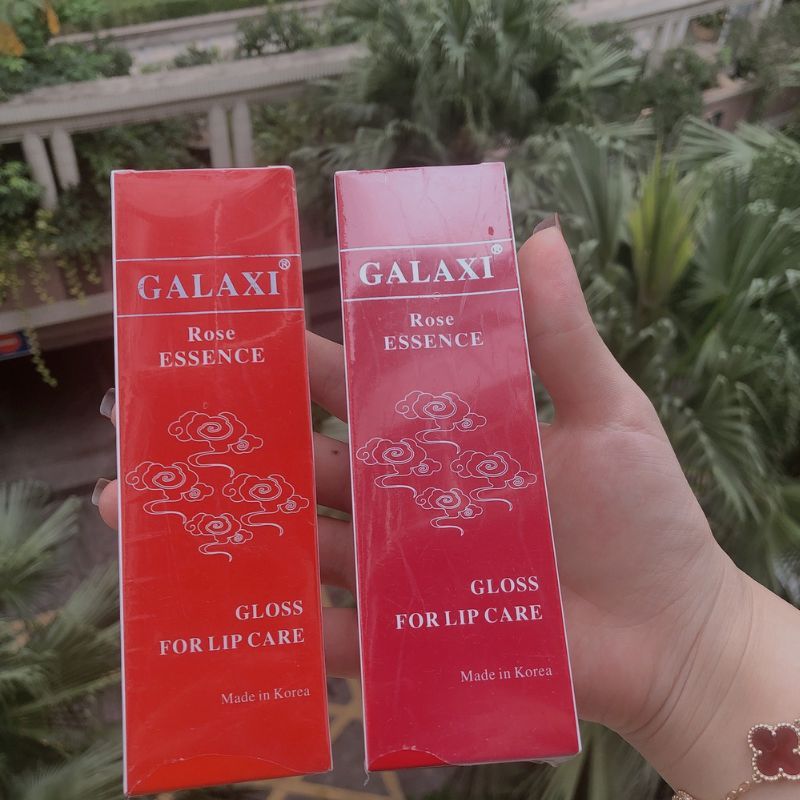 GALAXI®
Rose
ESSENCE
GLOSS
FOR LIP CARE
Made in Korea
GALAXI®
Rose
ESSENCE
GLOSS
FOR LIP CARE
Made in Korea